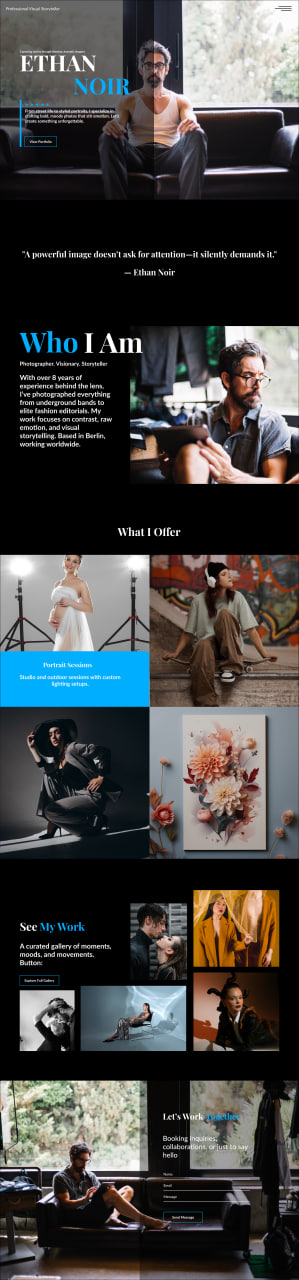 Professional Visual Storyteller
Capturing stories through timeless, dramatic imagery.
ETHAN
NOIR
★★★★★
From street life to styled portraits, I specialize in
crafting bold, moody photos that stir emotion. Let's
create something unforgettable.
View Portfolio
"A powerful image doesn't ask for attention—it silently demands it."
— Ethan Noir
Who I Am
Photographer. Visionary. Storyteller
With over 8 years of
experience behind the lens,
I've photographed everything
from underground bands to
elite fashion editorials. My
work focuses on contrast, raw
emotion, and visual
storytelling. Based in Berlin,
working worldwide.
What I Offer
Portrait Sessions
Studio and outdoor sessions with custom
lighting setups.
See My Work
A curated gallery of moments,
moods, and movements.
Button:
Explore Full Gallery
Let's Work Together
Booking inquiries,
collaborations, or just to say
hello
Name
Email
Message
Send Message